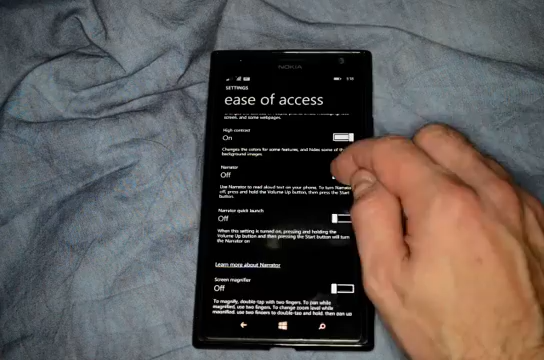 NOKIA
SETTINGS
ease of access
screen, and some webpages.
High contrast
On
Changes the colors for some features, and hides some of the
background images.
Narrator
Off
Use Narrator to read aloud text on your phone. To turn Narrator
off, press and hold the
Volume Up button, then press the Start
button.
Narrator quick launch
Off
When this setting is turned on, pressing and holding the
Volume Up button and then pressing the Start button will turn
the Narrator on
Learn more about Narrator
Screen magnifier
Off
To magnify, double-tap with two fingers. To pan while
magnified, use two fingers. To change zoom level while
magnified, use two fingers to double-tap and hold, then pan up